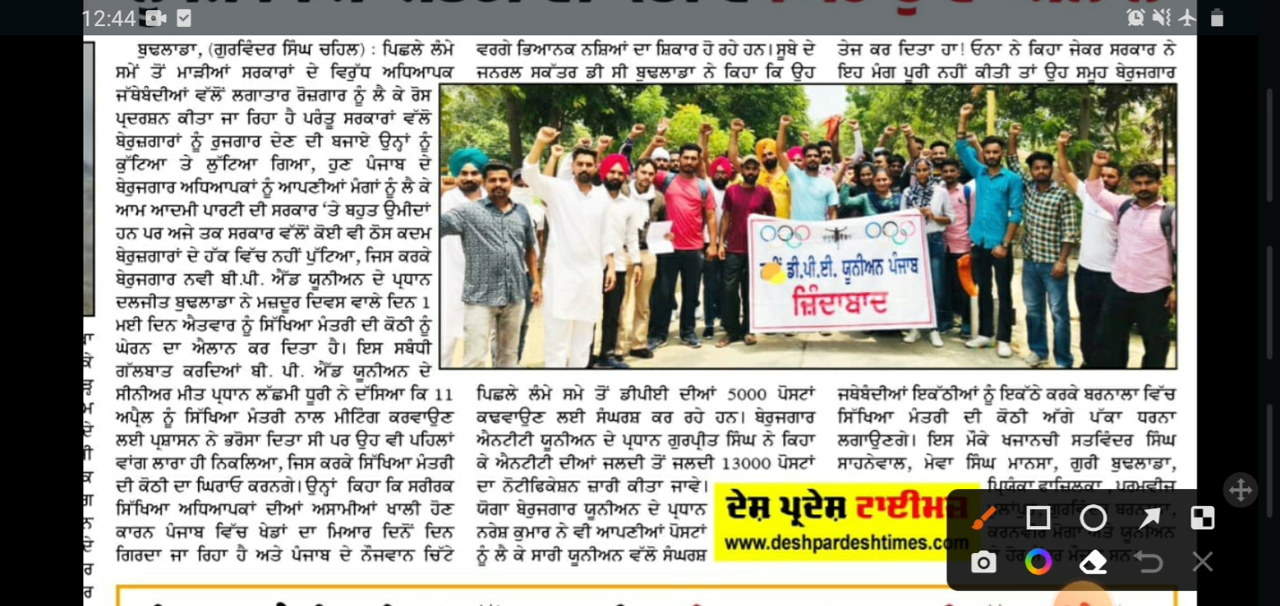 12:44
ਬੁਢਲਾਡਾ, (ਗੁਰਵਿੰਦਰ ਸਿੰਘ ਚਹਿਲ) : ਪਿਛਲੇ ਲੰਮੇ
ਸਮੇਂ ਤੋਂ ਮਾੜੀਆਂ ਸਰਕਾਰਾਂ ਦੇ ਵਿਰੁੱਧ ਅਧਿਆਪਕ
ਜੱਥੇਬੰਦੀਆਂ ਵੱਲੋਂ ਲਗਾਤਾਰ ਰੋਜ਼ਗਾਰ ਨੂੰ ਲੈ ਕੇ ਰੋਸ
ਪ੍ਰਦਰਸ਼ਨ ਕੀਤਾ ਜਾ ਰਿਹਾ ਹੈ ਪਰੰਤੂ ਸਰਕਾਰਾਂ ਵੱਲੋ
ਬੇਰੁਜ਼ਗਾਰਾਂ ਨੂੰ ਰੁਜਗਾਰ ਦੇਣ ਦੀ ਬਜਾਏ ਉਨ੍ਹਾਂ ਨੂੰ
ਕੁੱਟਿਆ ਤੇ ਲੁੱਟਿਆ ਗਿਆ, ਹੁਣ ਪੰਜਾਬ ਦੇ
ਬੇਰੁਜਗਾਰ ਅਧਿਆਪਕਾਂ ਨੂੰ ਆਪਣੀਆਂ ਮੰਗਾਂ ਨੂੰ ਲੈ ਕੇ
ਆਮ ਆਦਮੀ ਪਾਰਟੀ ਦੀ ਸਰਕਾਰ 'ਤੇ ਬਹੁਤ ਉਮੀਦਾਂ
ਹਨ ਪਰ ਅਜੇ ਤਕ ਸਰਕਾਰ ਵੱਲੋਂ ਕੋਈ ਵੀ ਠੋਸ ਕਦਮ
ਬੇਰੁਜ਼ਗਾਰਾਂ ਦੇ ਹੱਕ ਵਿੱਚ ਨਹੀਂ ਪੁੱਟਿਆ, ਜਿਸ ਕਰਕੇ
ਬੇਰੁਜਗਾਰ ਨਵੀ ਬੀ.ਪੀ. ਐੱਡ ਯੂਨੀਅਨ ਦੇ ਪ੍ਰਧਾਨ
ਦਲਜੀਤ ਬੁਢਲਾਡਾ ਨੇ ਮਜ਼ਦੂਰ ਦਿਵਸ ਵਾਲੇ ਦਿਨ 1
ਮਈ ਦਿਨ ਐਤਵਾਰ ਨੂੰ ਸਿੱਖਿਆ ਮੰਤਰੀ ਦੀ ਕੋਠੀ ਨੂੰ
ਘੇਰਨ ਦਾ ਐਲਾਨ ਕਰ ਦਿਤਾ ਹੈ। ਇਸ ਸਬੰਧੀ
ਗੱਲਬਾਤ ਕਰਦਿਆਂ ਬੀ. ਪੀ. ਐੱਡ ਯੂਨੀਅਨ ਦੇ
ਸੀਨੀਅਰ ਮੀਤ ਪ੍ਰਧਾਨ ਲੱਛਮੀ ਧੂਰੀ ਨੇ ਦੱਸਿਆ ਕਿ 11
ਅਪ੍ਰੈਲ ਨੂੰ ਸਿੱਖਿਆ ਮੰਤਰੀ ਨਾਲ ਮੀਟਿੰਗ ਕਰਵਾਉਣ
ਲਈ ਪ੍ਰਸ਼ਾਸਨ ਨੇ ਭਰੋਸਾ ਦਿਤਾ ਸੀ ਪਰ ਉਹ ਵੀ ਪਹਿਲਾਂ
ਵਾਂਗ ਲਾਰਾ ਹੀ ਨਿਕਲਿਆ, ਜਿਸ ਕਰਕੇ ਸਿੱਖਿਆ ਮੰਤਰੀ
ਦੀ ਕੋਠੀ ਦਾ ਘਿਰਾਓ ਕਰਨਗੇ। ਉਨ੍ਹਾਂ ਕਿਹਾ ਕਿ ਸਰੀਰਕ
ਸਿੱਖਿਆ ਅਧਿਆਪਕਾਂ ਦੀਆਂ ਅਸਾਮੀਆਂ ਖਾਲੀ ਹੋਣ
ਕਾਰਨ ਪੰਜਾਬ ਵਿੱਚ ਖੇਡਾਂ ਦਾ ਮਿਆਰ ਦਿਨੋਂ ਦਿਨ
ਗਿਰਦਾ ਜਾ ਰਿਹਾ ਹੈ ਅਤੇ ਪੰਜਾਬ ਦੇ ਨੌਜਵਾਨ ਚਿੱਟੇ
ਵਰਗੇ ਭਿਆਨਕ ਨਸ਼ਿਆਂ ਦਾ ਸ਼ਿਕਾਰ ਹੋ ਰਹੇ ਹਨ। ਸੂਬੇ ਦੇ
ਜਨਰਲ ਸਕੱਤਰ ਡੀ ਸੀ ਬੁਢਲਾਡਾ ਨੇ ਕਿਹਾ ਕਿ ਉਹ
ਡੀ.ਪੀ.ਈ. ਯੂਨੀਅਨ ਪੰਜਾਬ
ਜ਼ਿੰਦਾਬਾਦ
ਪਿਛਲੇ ਲੰਮੇ ਸਮੇ ਤੋਂ ਡੀਪੀਈ ਦੀਆਂ 5000 ਪੋਸਟਾਂ
ਕਢਵਾਉਣ ਲਈ ਸੰਘਰਸ਼ ਕਰ ਰਹੇ ਹਨ। ਬੇਰੁਜਗਾਰ
ਐਨਟੀਟੀ ਯੂਨੀਅਨ ਦੇ ਪ੍ਰਧਾਨ ਗੁਰਪ੍ਰੀਤ ਸਿੰਘ ਨੇ ਕਿਹਾ
ਕੇ ਐਨਟੀਟੀ ਦੀਆਂ ਜਲਦੀ ਤੋਂ ਜਲਦੀ 13000 ਪੋਸਟਾਂ
ਦਾ ਨੋਟੀਫਿਕੇਸ਼ਨ ਜ਼ਾਰੀ ਕੀਤਾ ਜਾਵੇ।
ਯੋਗਾ ਬੇਰੁਜਗਾਰ ਯੂਨੀਅਨ ਦੇ ਪ੍ਰਧਾਨ
ਨਰੇਸ਼ ਕੁਮਾਰ ਨੇ ਵੀ ਆਪਣੀਆਂ ਪੋਸਟਾਂ
ਨੂੰ ਲੈ ਕੇ ਸਾਰੀ ਯੂਨੀਅਨ ਵੱਲੋਂ ਸੰਘਰਸ਼
ਤੇਜ ਕਰ ਦਿਤਾ ਹਾ! ਓਨਾ ਨੇ ਕਿਹਾ ਜੇਕਰ ਸਰਕਾਰ ਨੇ
ਇਹ ਮੰਗ ਪੂਰੀ ਨਹੀਂ ਕੀਤੀ ਤਾਂ ਉਹ ਸਮੂਹ ਬੇਰੁਜਗਾਰ
ਜਥੇਬੰਦੀਆਂ ਇਕੱਠੀਆਂ ਨੂੰ ਇਕੱਠੇ ਕਰਕੇ ਬਰਨਾਲਾ ਵਿੱਚ
ਸਿੱਖਿਆ ਮੰਤਰੀ ਦੀ ਕੋਠੀ ਅੱਗੇ ਪੱਕਾ ਧਰਨਾ
ਲਗਾਉਣਗੇ। ਇਸ ਮੌਕੇ ਖਜਾਨਚੀ ਸਤਵਿੰਦਰ ਸਿੰਘ
ਸਾਹਨੇਵਾਲ, ਮੇਵਾ ਸਿੰਘ ਮਾਨਸਾ, ਗੁਰੀ ਬੁਢਲਾਡਾ,
ਪ੍ਰਿਯੰਕਾ ਫਾਜ਼ਿਲਕਾ , ਪਰਮਵੀਜ
ਬਰਨਾਲਾ,
ਕਰਨਵੀਰ ਮੋਗਾ ਅਤੇ ਯੂਨੀਅਨ
ਦੇਸ਼ ਪ੍ਰਦੇਸ਼ ਟਾਈਮਜ਼
www.deshpardeshtimes.com